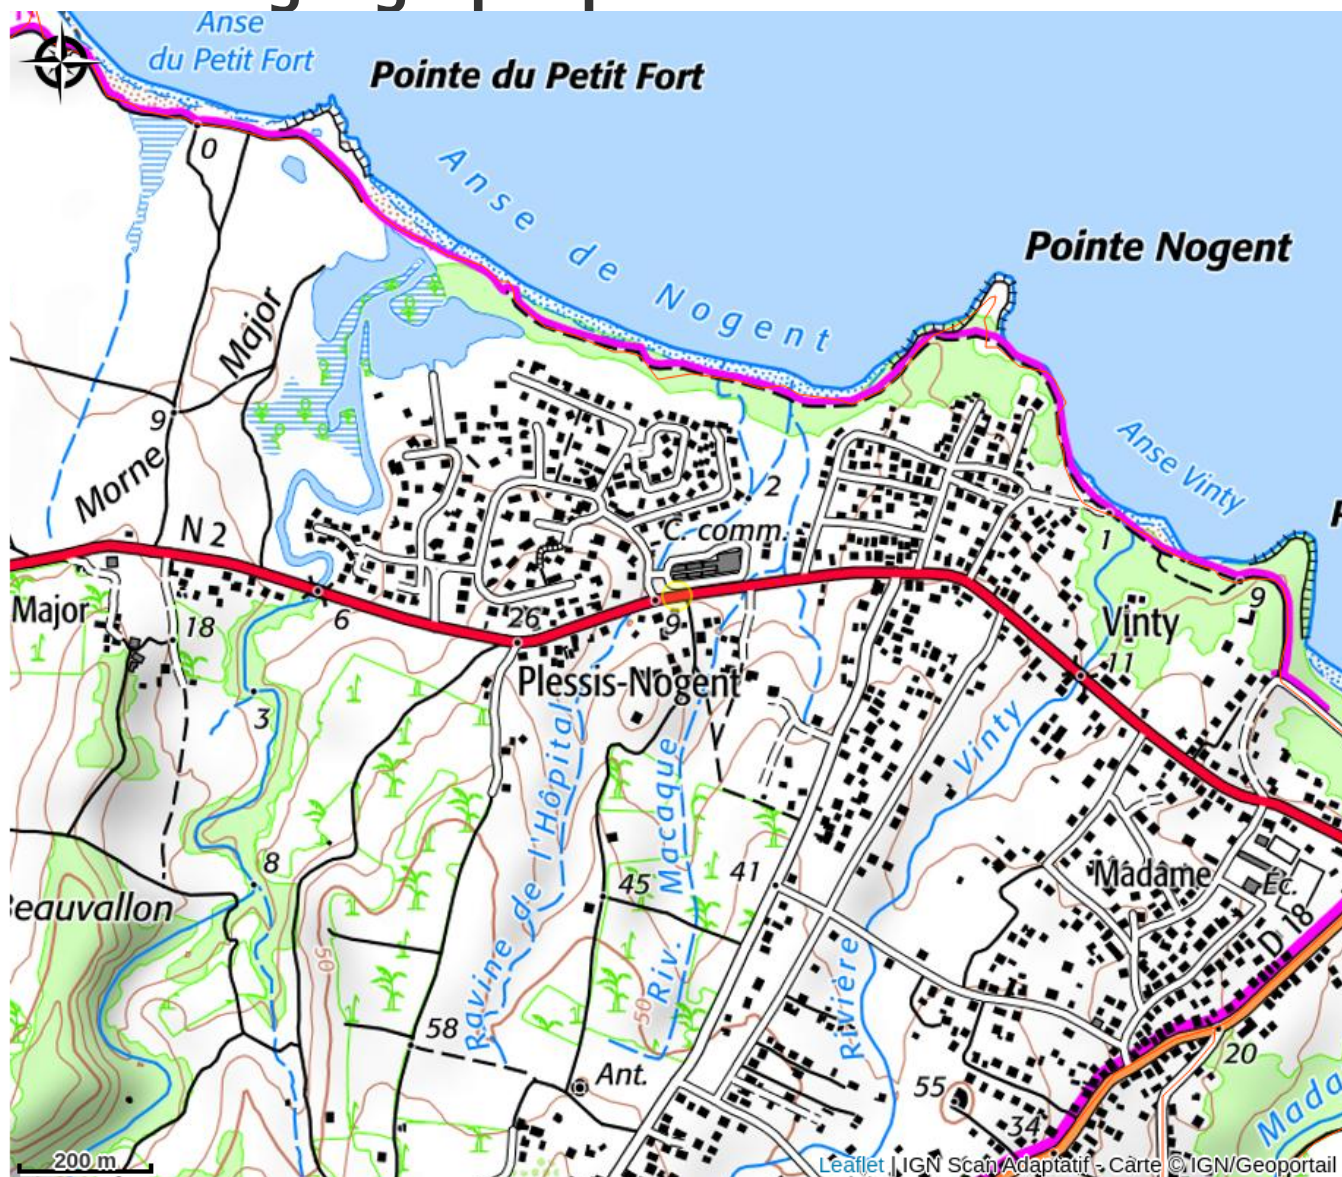 Anse
du Petit Fort
Pointe du Petit Fort
0
Anse de Nogent
Pointe Nogent
Morne Major
9
Anse Vinty
2
N 2
C. comm.
1
9
Major
18
6
26
9
Vinty
11
Plessis-Nogent
3
Ravine de l'Hôpital
Riv. Macaque
Rivière Vinty
8
45
41
Madame
Éc.
eauvallon
D 18
50
50
58
Ant.
20
55
34
Mada
200 m
Leaflet | IGN Scan Adaptatif - Carte © IGN/Geoportail